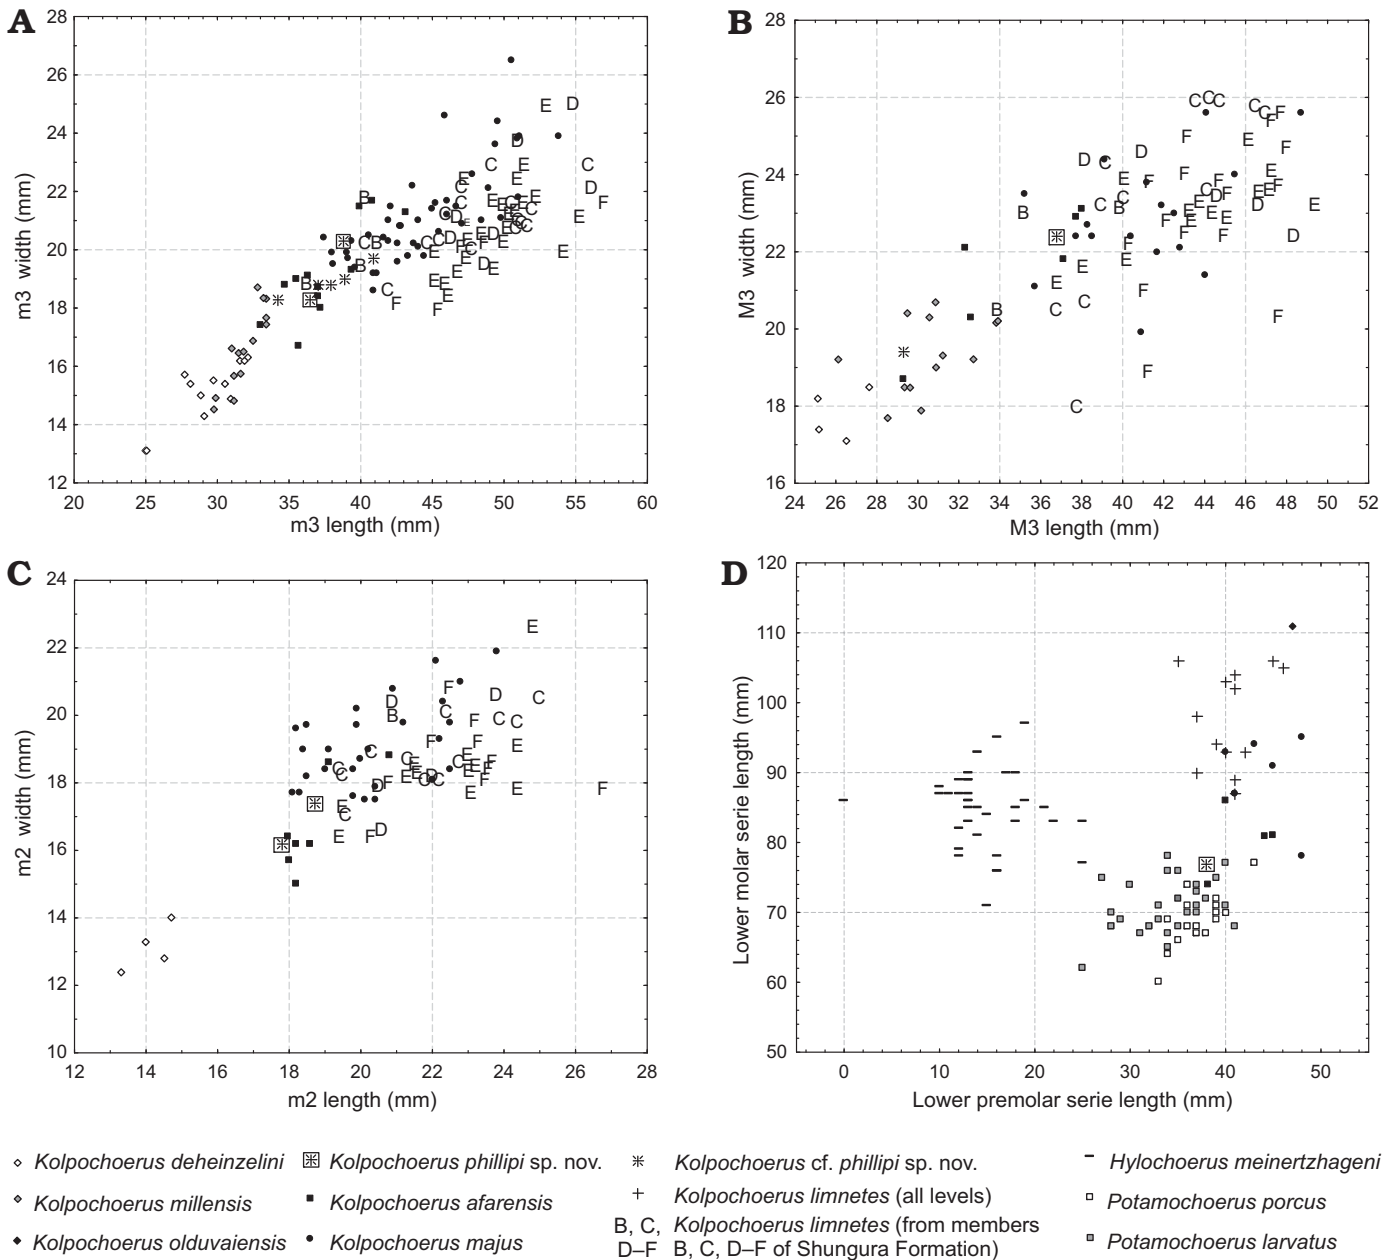 A
28
26
24
22
20
18
16
14
12
20 25 30 35 40 45 50 55 60
m3 width (mm)
m3 length (mm)
B
28
26
24
22
20
18
16
24 26 28 30 32 34 36 38 40 42 44 46 48 50 52
M3 width (mm)
M3 length (mm)
C
24
22
20
18
16
14
12
10
12 14 16 18 20 22 24 26 28
m2 width (mm)
m2 length (mm)
D
120
110
100
90
80
70
60
50
0 10 20 30 40 50
Lower molar serie length (mm)
Lower premolar serie length (mm)
Kolpochoerus deheinzelini
Kolpochoerus millensis
Kolpochoerus olduvaiensis
Kolpochoerus phillipi sp. nov.
Kolpochoerus afarensis
Kolpochoerus majus
Kolpochoerus cf. phillipi sp. nov.
Kolpochoerus limnetes (all levels)
B, C, Kolpochoerus limnetes (from members
D–F B, C, D–F of Shungura Formation)
Hylochoerus meinertzhageni
Potamochoerus porcus
Potamochoerus larvatus